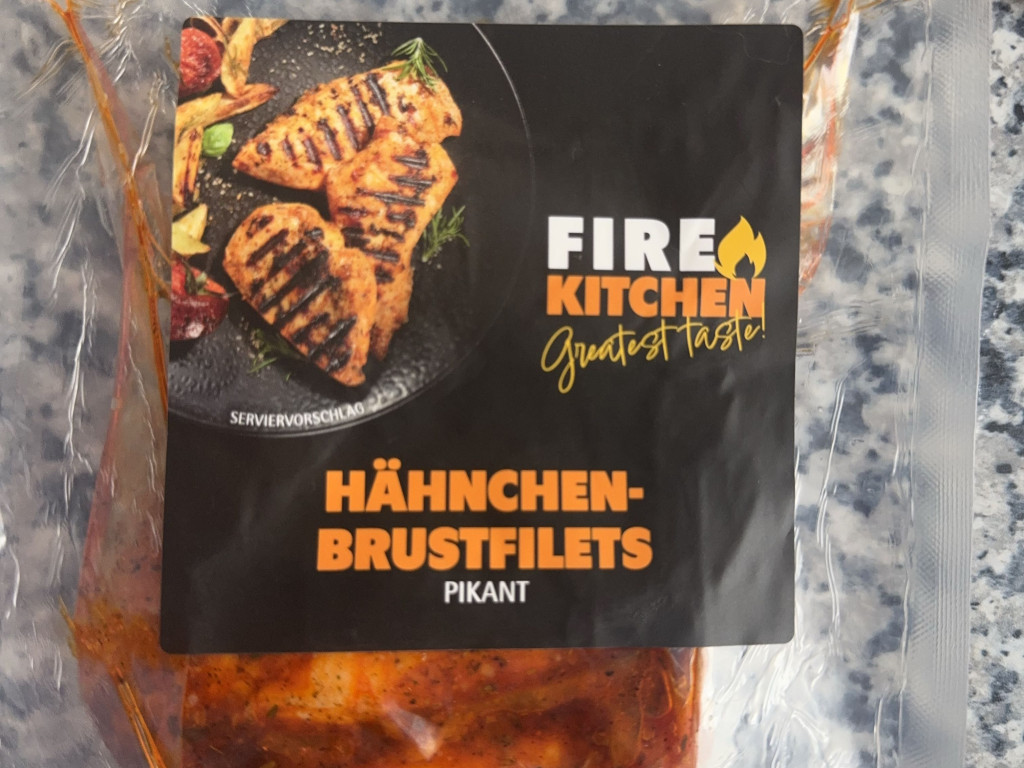 FIRE
KITCHEN
Greatest taste!
SERVIERVORSCHLAG
HÄHNCHEN-
BRUSTFILETS
PIKANT